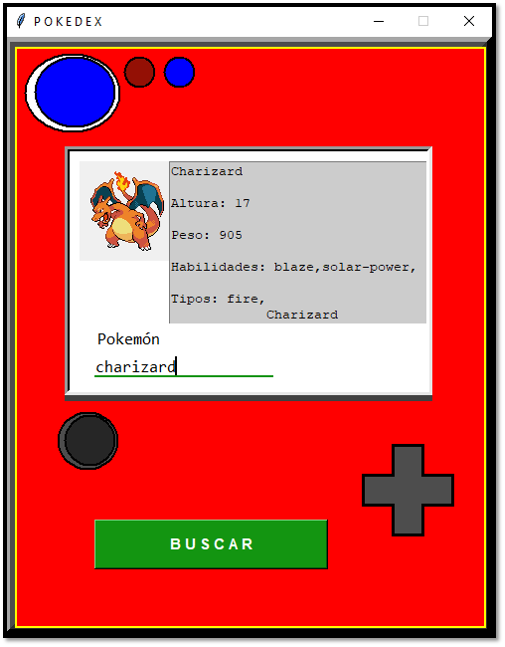 POKEDEX
Charizard
Altura: 17
Peso: 905
Habilidades: blaze,solar-power,
Tipos: fire,
Charizard
Pokemón
charizard
BUSCAR